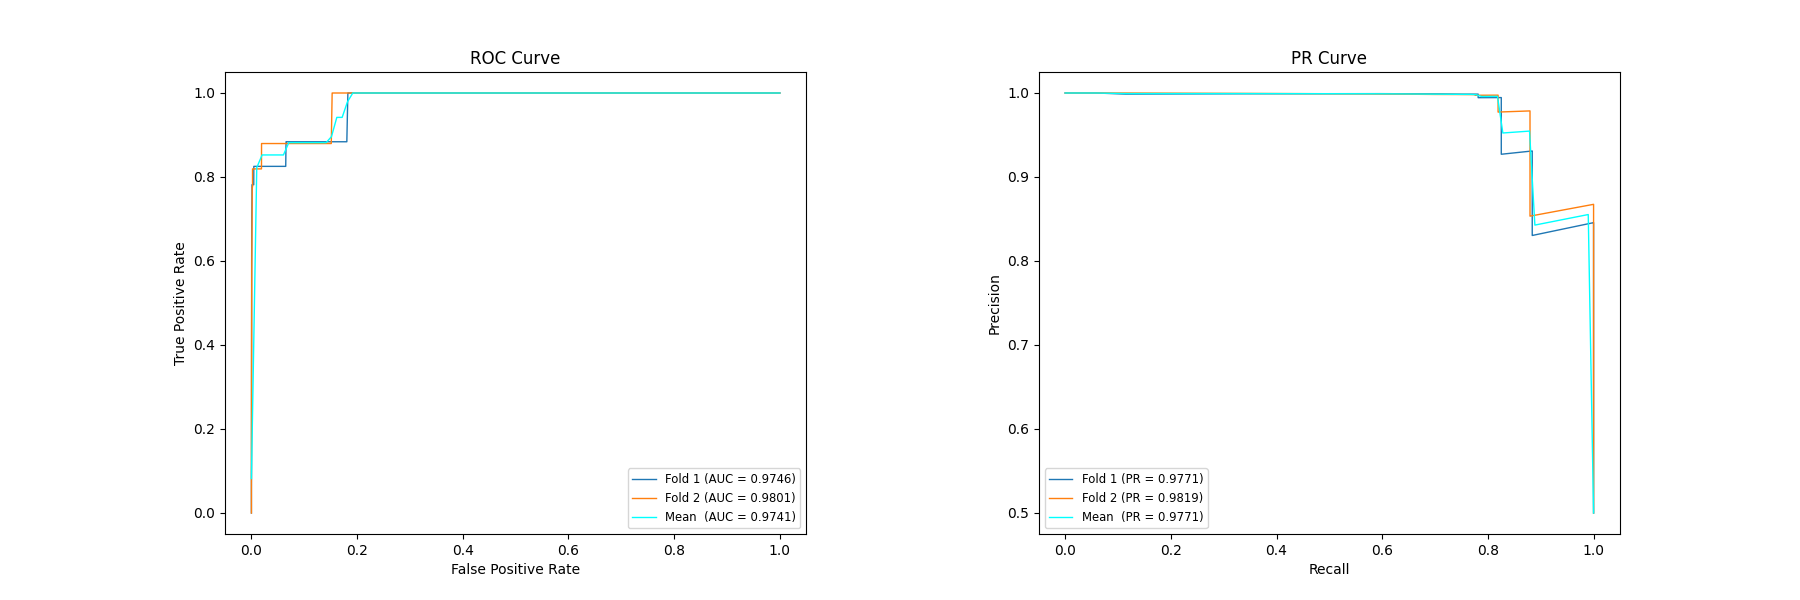 ROC Curve
1.0
0.8
0.6
0.4
0.2
0.0
True Positive Rate
0.0 0.2 0.4 0.6 0.8 1.0
False Positive Rate
Fold 1 (AUC = 0.9746)
Fold 2 (AUC = 0.9801)
Mean (AUC = 0.9741)
PR Curve
1.0
0.9
0.8
0.7
0.6
0.5
Precision
0.0 0.2 0.4 0.6 0.8 1.0
Recall
Fold 1 (PR = 0.9771)
Fold 2 (PR = 0.9819)
Mean (PR = 0.9771)